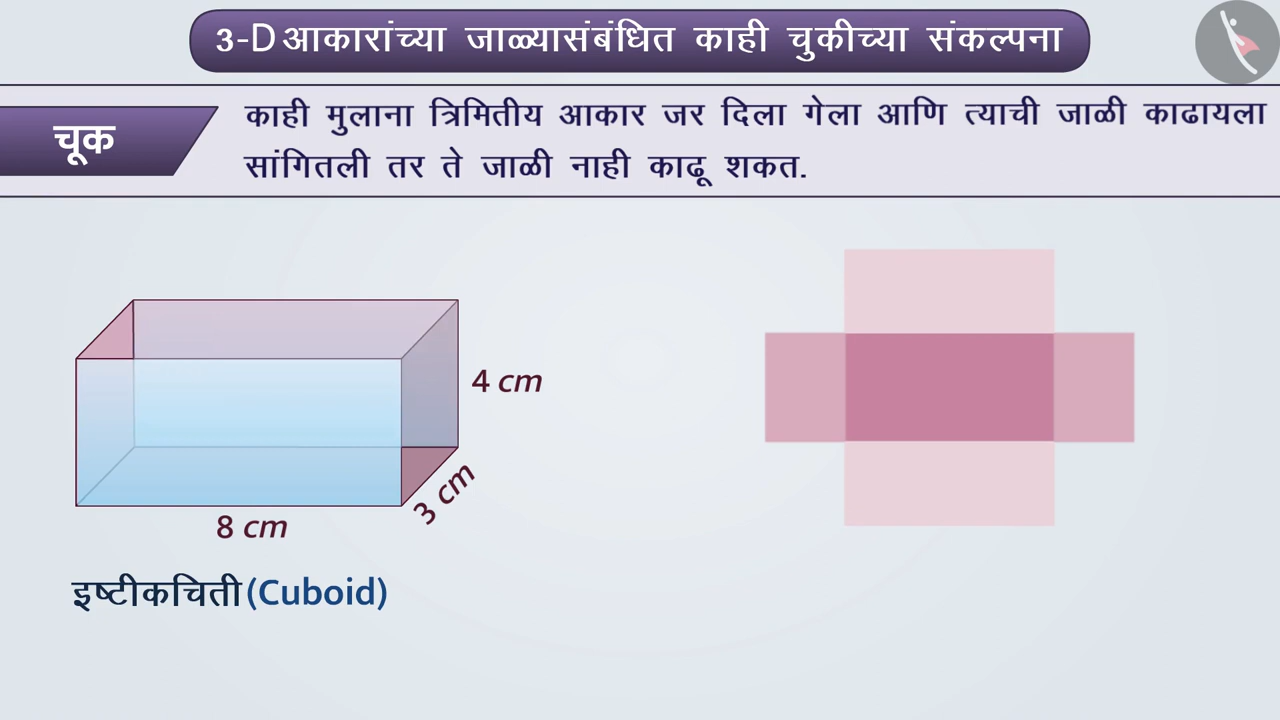 3-D आकारांच्या जाळ्यासंबंधित काही चुकीच्या संकल्पना
चूक
काही मुलाना त्रिमितीय आकार जर दिला गेला आणि त्याची जाळी काढायला
सांगितली तर ते जाळी नाही काढू शकत.
4 cm
3 cm
8 cm
इष्टीकचिती (Cuboid)